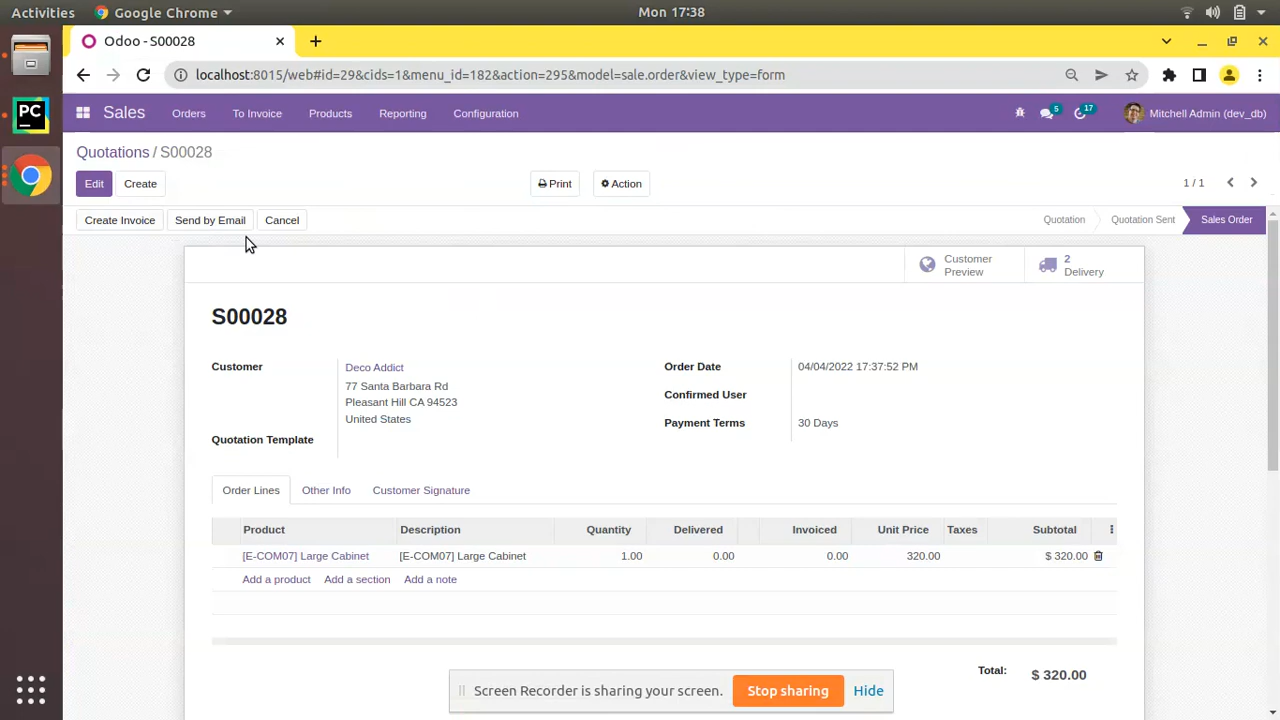 Activities
Google Chrome
Mon 17:38
Odoo - S00028
localhost:8015/web#id=29&cids=1&menu_id=182&action=295&model=sale.order&view_type=form
PC
Sales
Orders
To Invoice
Products
Reporting
Configuration
5
17
Mitchell Admin (dev_db)
Quotations / S00028
Edit
Create
Print
Action
1 / 1
Create Invoice
Send by Email
Cancel
Quotation
Quotation Sent
Sales Order
Customer
Preview
2
Delivery
S00028
Customer
Deco Addict
77 Santa Barbara Rd
Pleasant Hill CA 94523
United States
Quotation Template
Order Date
04/04/2022 17:37:52 PM
Confirmed User
Payment Terms
30 Days
Order Lines
Other Info
Customer Signature
Product
Description
Quantity
Delivered
Invoiced
Unit Price
Taxes
Subtotal
[E-COM07] Large Cabinet
[E-COM07] Large Cabinet
1.00
0.00
0.00
320.00
$ 320.00
Add a product
Add a section
Add a note
Total:
$ 320.00
Screen Recorder is sharing your screen.
Stop sharing
Hide